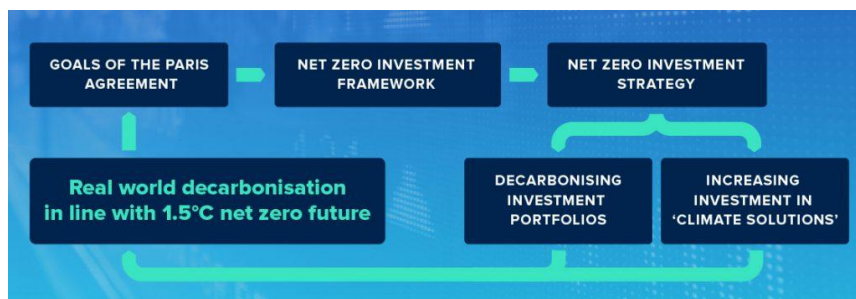 GOALS OF THE PARIS
AGREEMENT
NET ZERO INVESTMENT
FRAMEWORK
NET ZERO INVESTMENT
STRATEGY
Real world decarbonisation
in line with 1.5°C net zero future
DECARBONISING
INVESTMENT
PORTFOLIOS
INCREASING
INVESTMENT IN
‘CLIMATE SOLUTIONS’